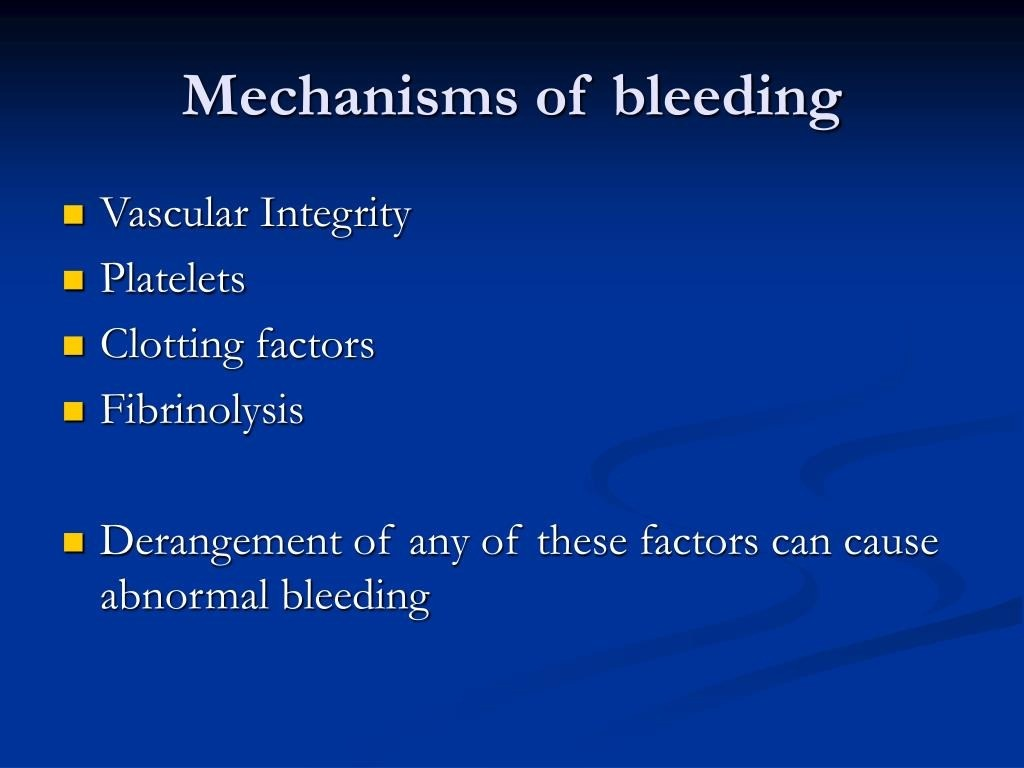 Mechanisms of bleeding
Vascular Integrity
Platelets
Clotting factors
Fibrinolysis
Derangement of any of these factors can cause
abnormal bleeding